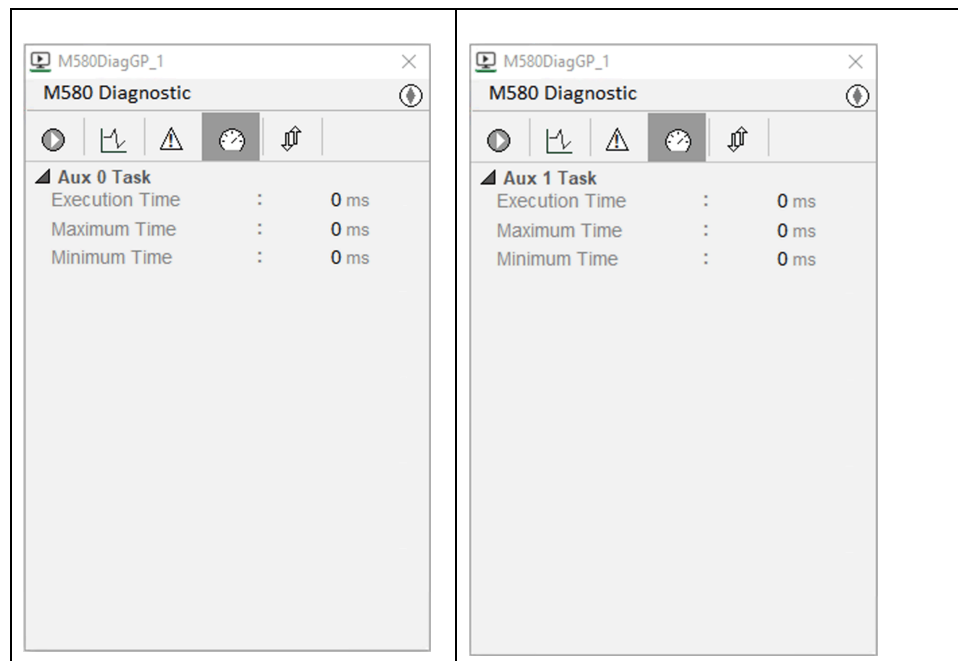 M580DiagGP_1
M580 Diagnostic
Aux 0 Task
Execution Time : 0 ms
Maximum Time : 0 ms
Minimum Time : 0 ms
M580DiagGP_1
M580 Diagnostic
Aux 1 Task
Execution Time : 0 ms
Maximum Time : 0 ms
Minimum Time : 0 ms